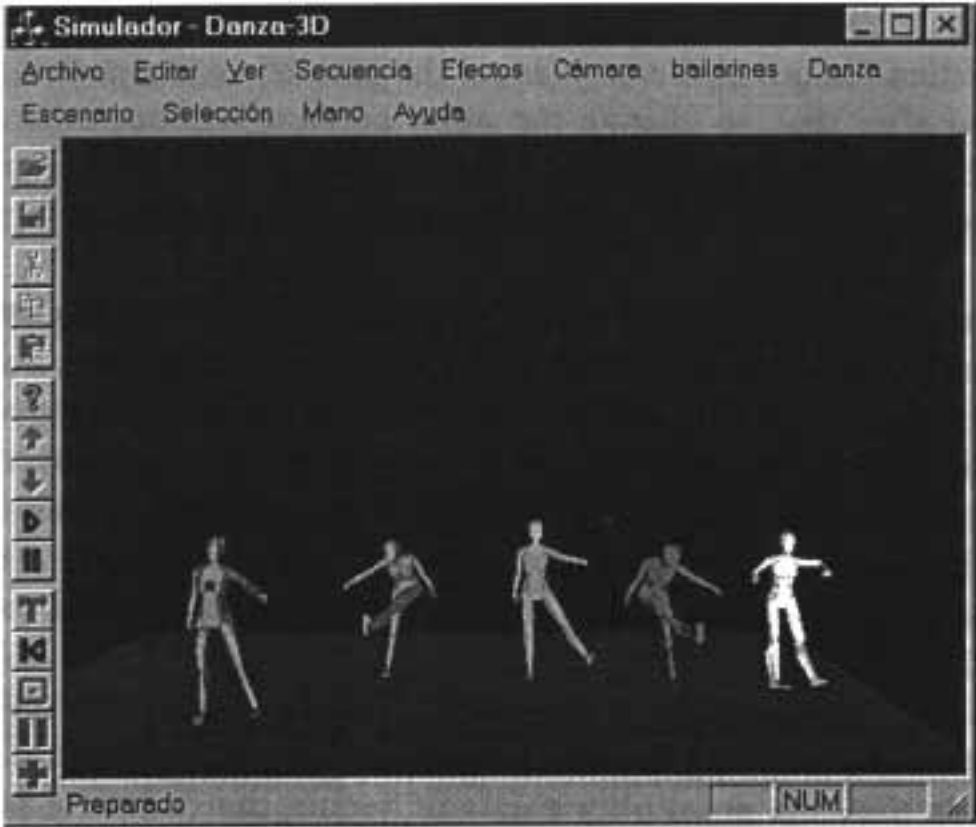 Simulador - Danza-3D
Archivo Editar Ver Secuencia Efectos Cámara bailarines Danza
Escenario Selección Mano Ayuda
Preparado NUM